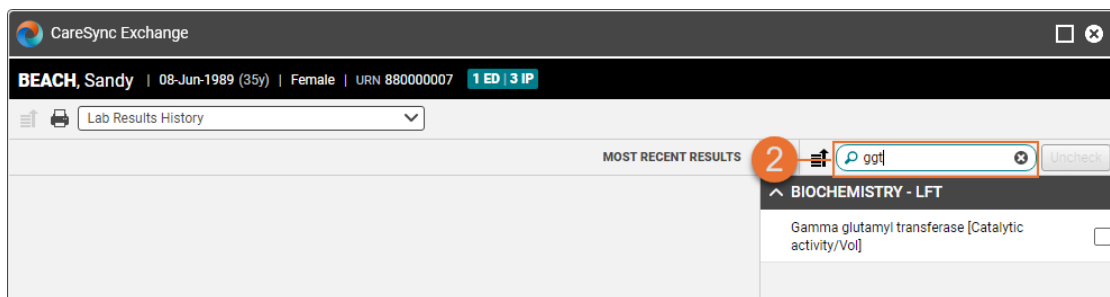 CareSync Exchange
BEACH, Sandy | 08-Jun-1989 (35y) | Female | URN 880000007 1 ED | 3 IP
Lab Results History
MOST RECENT RESULTS 2 ggt Uncheck
BIOCHEMISTRY - LFT
Gamma glutamyl transferase [Catalytic
activity/Vol]